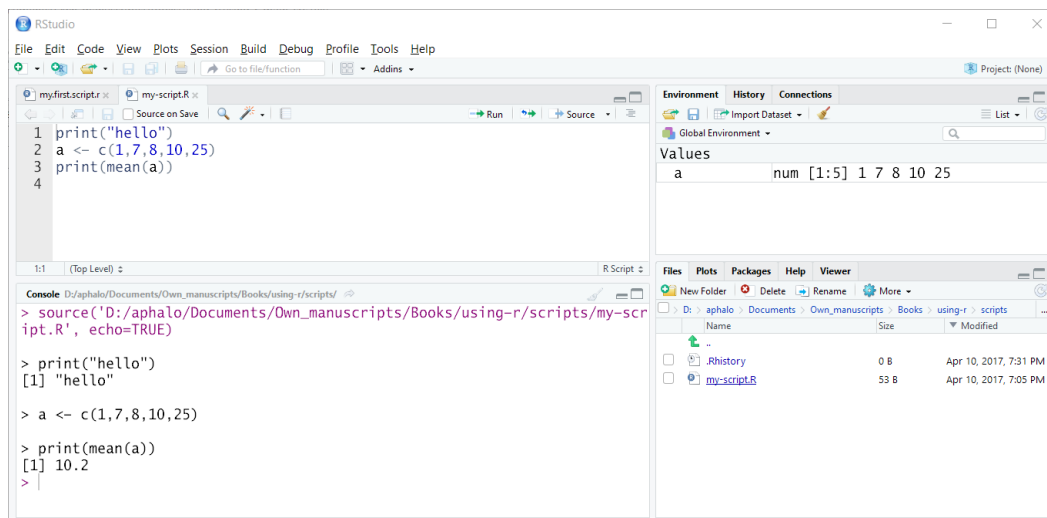 RStudio
File Edit Code View Plots Session Build Debug Profile Tools Help
Go to file/function Addins Project: (None)
my.first.script.r my-script.R
Source on Save Run Source
1 print("hello")
2 a <- c(1,7,8,10,25)
3 print(mean(a))
4
1:1 (Top Level) R Script
Console D:/aphalo/Documents/Own_manuscripts/Books/using-r/scripts/
> source('D:/aphalo/Documents/Own_manuscripts/Books/using-r/scripts/my-scr
ipt.R', echo=TRUE)
> print("hello")
[1] "hello"
> a <- c(1,7,8,10,25)
> print(mean(a))
[1] 10.2
>
Environment History Connections
Import Dataset List
Global Environment
Values
a num [1:5] 1 7 8 10 25
Files Plots Packages Help Viewer
New Folder Delete Rename More
D: > aphalo > Documents > Own_manuscripts > Books > using-r > scripts ...
Name Size Modified
..
.Rhistory 0 B Apr 10, 2017, 7:31 PM
my-script.R 53 B Apr 10, 2017, 7:05 PM